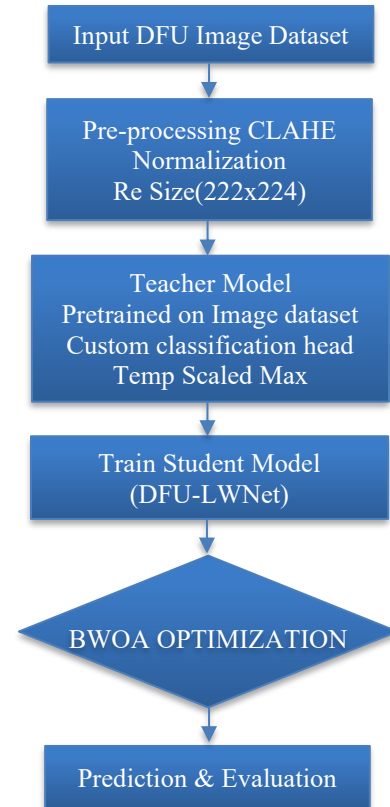 Input DFU Image Dataset
Pre-processing CLAHE
Normalization
Re Size(222x224)
Teacher Model
Pretrained on Image dataset
Custom classification head
Temp Scaled Max
Train Student Model
(DFU-LWNet)
BWOA OPTIMIZATION
Prediction & Evaluation